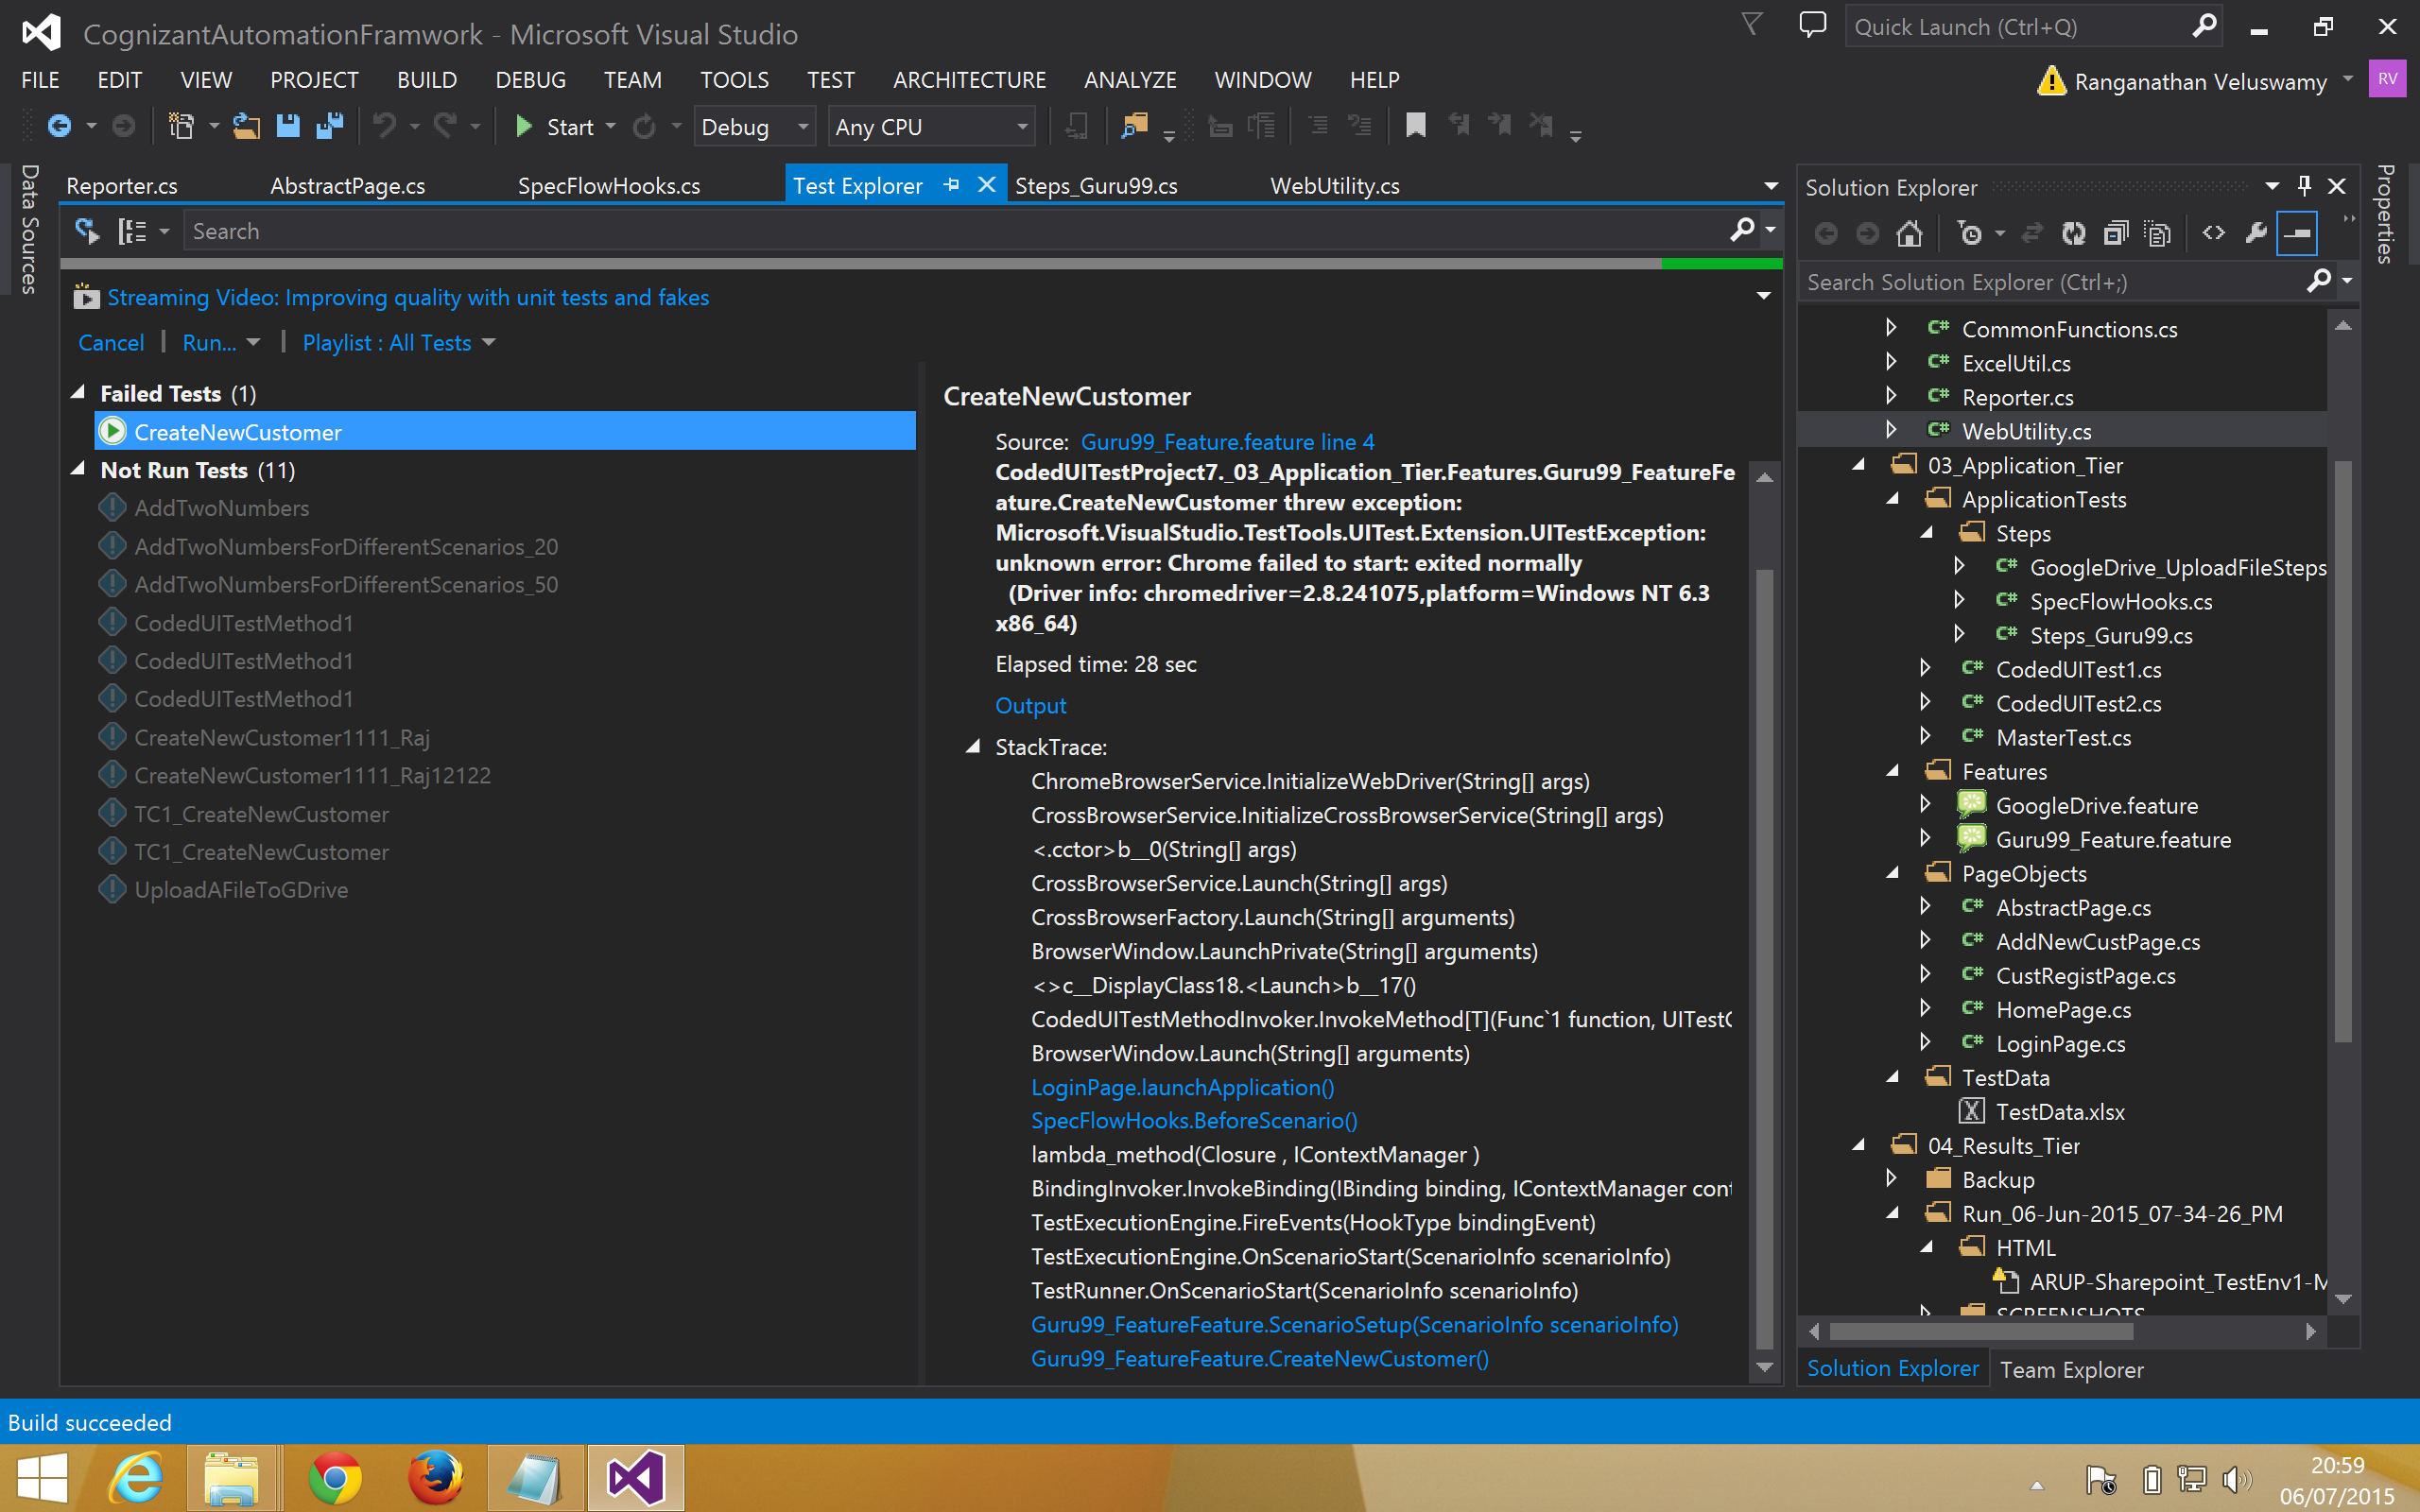 CognizantAutomationFramwork - Microsoft Visual Studio
Quick Launch (Ctrl+Q)
FILE EDIT VIEW PROJECT BUILD DEBUG TEAM TOOLS TEST ARCHITECTURE ANALYZE WINDOW HELP
Ranganathan Veluswamy RV
Start Debug Any CPU
Data Sources
Reporter.cs AbstractPage.cs SpecFlowHooks.cs Test Explorer Steps_Guru99.cs WebUtility.cs
Search
Streaming Video: Improving quality with unit tests and fakes
Cancel | Run... | Playlist : All Tests
Failed Tests (1)
CreateNewCustomer
Not Run Tests (11)
AddTwoNumbers
AddTwoNumbersForDifferentScenarios_20
AddTwoNumbersForDifferentScenarios_50
CodedUITestMethod1
CodedUITestMethod1
CodedUITestMethod1
CreateNewCustomer1111_Raj
CreateNewCustomer1111_Raj12122
TC1_CreateNewCustomer
TC1_CreateNewCustomer
UploadAFileToGDrive
CreateNewCustomer
Source: Guru99_Feature.feature line 4
CodedUITestProject7._03_Application_Tier.Features.Guru99_FeatureFe
ature.CreateNewCustomer threw exception:
Microsoft.VisualStudio.TestTools.UITest.Extension.UITestException:
unknown error: Chrome failed to start: exited normally
(Driver info: chromedriver=2.8.241075,platform=Windows NT 6.3
x86_64)
Elapsed time: 28 sec
Output
StackTrace:
ChromeBrowserService.InitializeWebDriver(String[] args)
CrossBrowserService.InitializeCrossBrowserService(String[] args)
<.cctor>b__0(String[] args)
CrossBrowserService.Launch(String[] args)
CrossBrowserFactory.Launch(String[] arguments)
BrowserWindow.LaunchPrivate(String[] arguments)
<>c__DisplayClass18.<Launch>b__17()
CodedUITestMethodInvoker.InvokeMethod[T](Func`1 function, UITestC
BrowserWindow.Launch(String[] arguments)
LoginPage.launchApplication()
SpecFlowHooks.BeforeScenario()
lambda_method(Closure , IContextManager )
BindingInvoker.InvokeBinding(IBinding binding, IContextManager cont
TestExecutionEngine.FireEvents(HookType bindingEvent)
TestExecutionEngine.OnScenarioStart(ScenarioInfo scenarioInfo)
TestRunner.OnScenarioStart(ScenarioInfo scenarioInfo)
Guru99_FeatureFeature.ScenarioSetup(ScenarioInfo scenarioInfo)
Guru99_FeatureFeature.CreateNewCustomer()
Solution Explorer
Search Solution Explorer (Ctrl+;)
C# CommonFunctions.cs
C# ExcelUtil.cs
C# Reporter.cs
C# WebUtility.cs
03_Application_Tier
ApplicationTests
Steps
C# GoogleDrive_UploadFileSteps
C# SpecFlowHooks.cs
C# Steps_Guru99.cs
C# CodedUITest1.cs
C# CodedUITest2.cs
C# MasterTest.cs
Features
GoogleDrive.feature
Guru99_Feature.feature
PageObjects
C# AbstractPage.cs
C# AddNewCustPage.cs
C# CustRegistPage.cs
C# HomePage.cs
C# LoginPage.cs
TestData
TestData.xlsx
04_Results_Tier
Backup
Run_06-Jun-2015_07-34-26_PM
HTML
ARUP-Sharepoint_TestEnv1-M
SCREENSHOTS
Solution Explorer Team Explorer
Properties
Build succeeded
20:59
06/07/2015